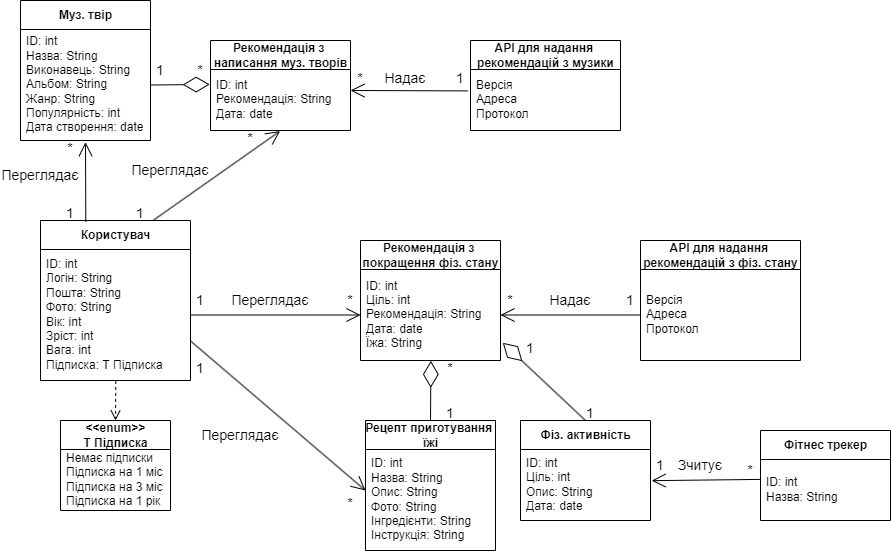 Муз. твір
ID: int
Назва: String
Виконавець: String
Альбом: String
Жанр: String
Популярність: int
Дата створення: date
1
*
Рекомендація з
написання муз. творів
ID: int
Рекомендація: String
Дата: date
*
Надає
1
API для надання
рекомендацій з музики
Версія
Адреса
Протокол
*
Переглядає
1
*
Переглядає
1
Користувач
ID: int
Логін: String
Пошта: String
Фото: String
Вік: int
Зріст: int
Вага: int
Підписка: Т Підписка
1
Переглядає
*
Рекомендація з
покращення фіз. стану
ID: int
Ціль: int
Рекомендація: String
Дата: date
Їжа: String
*
Надає
1
API для надання
рекомендацій з фіз. стану
Версія
Адреса
Протокол
1
Переглядає
*
*
1
1
1
<<enum>>
Т Підписка
Немає підписки
Підписка на 1 міс
Підписка на 3 міс
Підписка на 1 рік
Рецепт приготування
їжі
ID: int
Назва: String
Опис: String
Фото: String
Інгредієнти: String
Інструкція: String
Фіз. активність
ID: int
Ціль: int
Опис: String
Дата: date
1
Зчитує
*
Фітнес трекер
ID: int
Назва: String